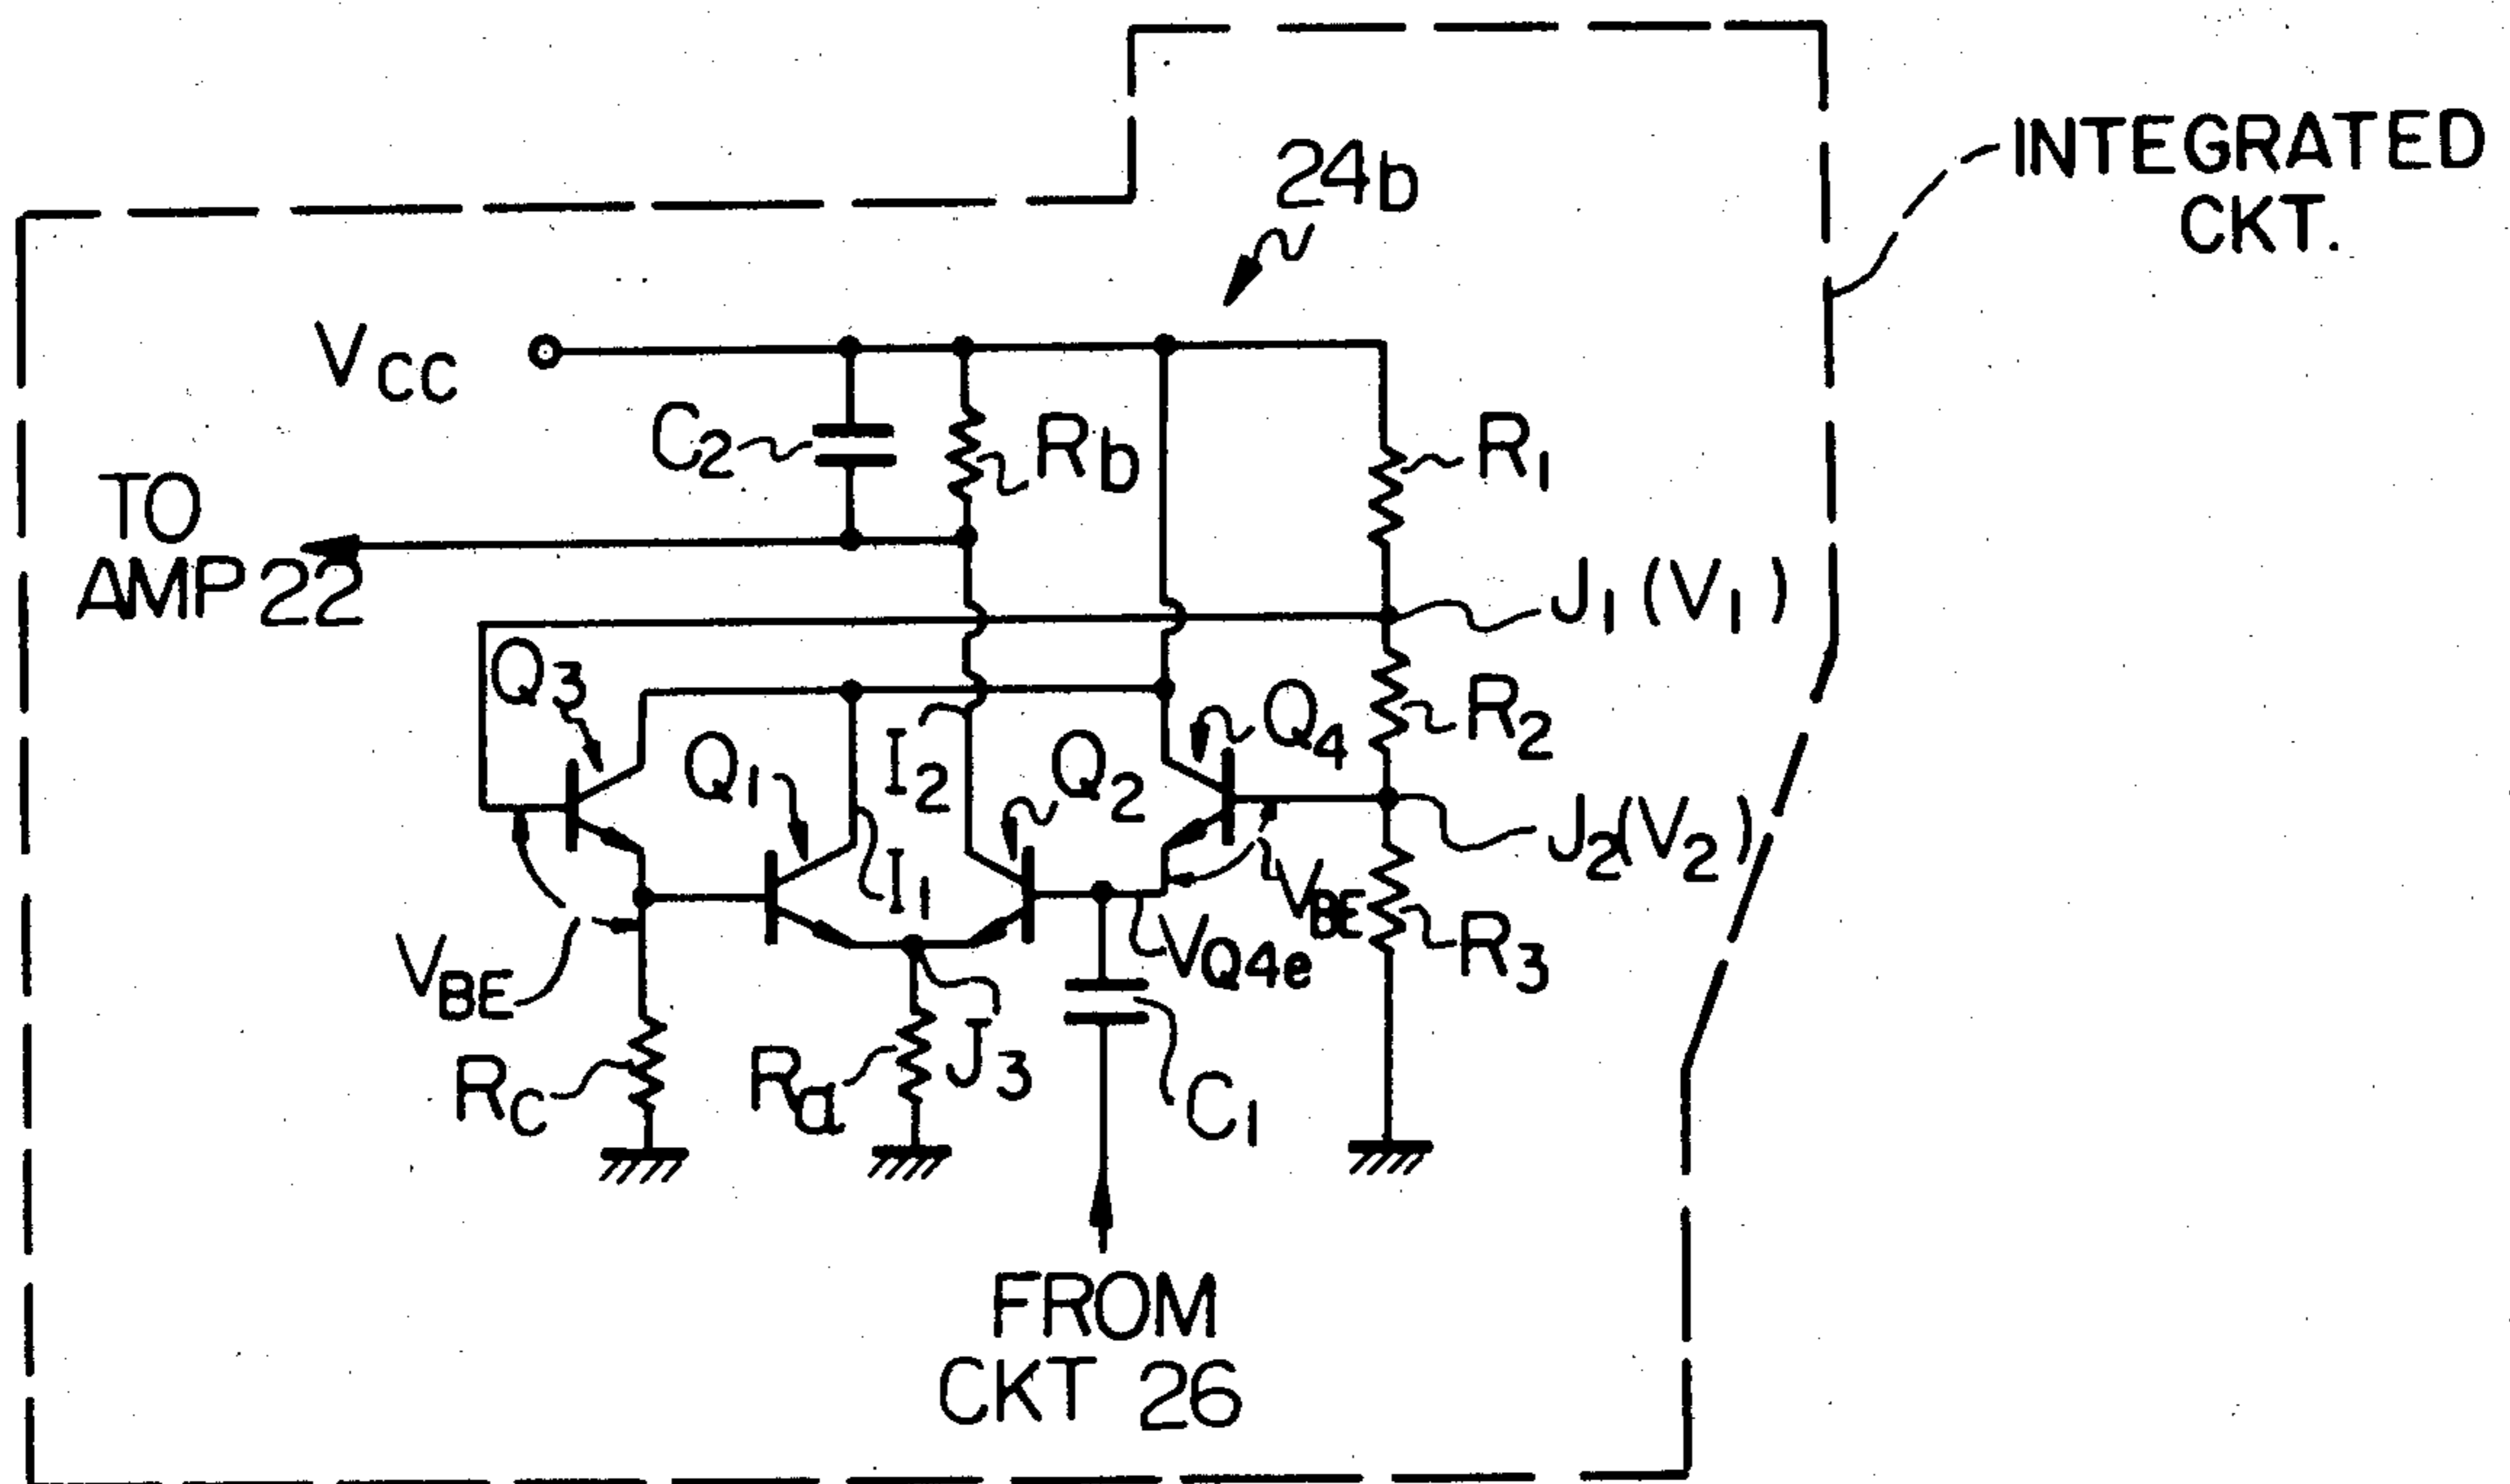 24b
INTEGRATED
CKT.
VCC
C2
Rb
R1
TO
AMP 22
J1 (V1)
Q3
Q1
I2
Q2
Q4
R2
I1
J2(V2)
VBE
VBE
VQ4e
R3
RC
Ra
J3
C1
FROM
CKT 26